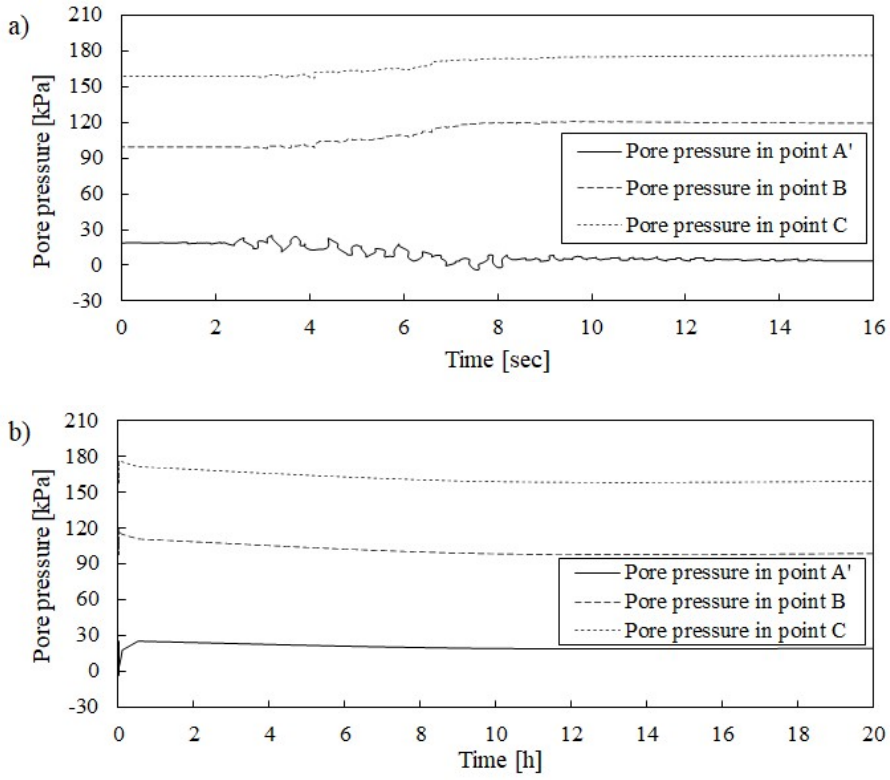 a)
Pore pressure [kPa]
210
180
150
120
90
60
30
0
-30
Pore pressure in point A'
Pore pressure in point B
Pore pressure in point C
0 2 4 6 8 10 12 14 16
Time [sec]
b)
Pore pressure [kPa]
210
180
150
120
90
60
30
0
-30
Pore pressure in point A'
Pore pressure in point B
Pore pressure in point C
0 2 4 6 8 10 12 14 16 18 20
Time [h]